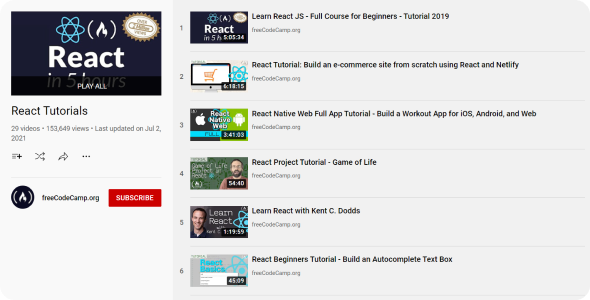 React
in 5 hours
PLAY ALL
React Tutorials
29 videos • 153,649 views • Last updated on Jul 2,
2021
freeCodeCamp.org
SUBSCRIBE
1
React
in 5
5:05:34
Learn React JS - Full Course for Beginners - Tutorial 2019
freeCodeCamp.org
2
6:18:15
React Tutorial: Build an e-commerce site from scratch using React and Netlify
freeCodeCamp.org
3
React
Native
Web
FULL
3:41:03
React Native Web Full App Tutorial - Build a Workout App for iOS, Android, and Web
freeCodeCamp.org
4
Game of Life
54:40
React Project Tutorial - Game of Life
freeCodeCamp.org
5
Learn
React
1:19:59
Learn React with Kent C. Dodds
freeCodeCamp.org
6
React
Basics
45:09
React Beginners Tutorial - Build an Autocomplete Text Box
freeCodeCamp.org